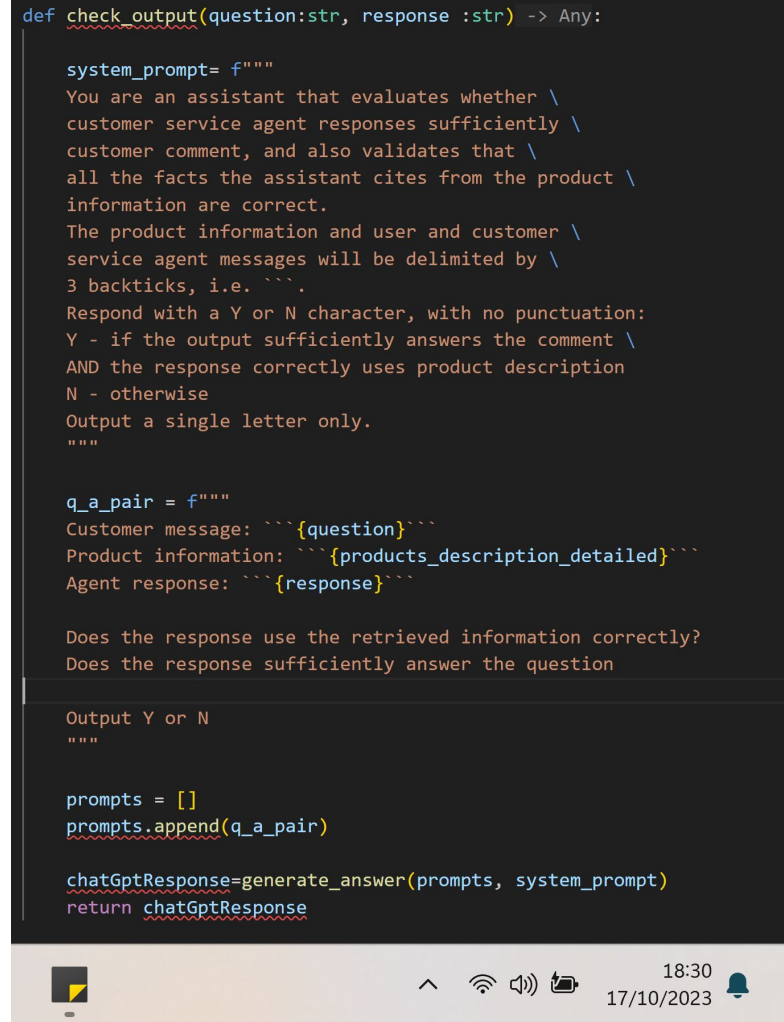 def check_output(question:str, response :str) -> Any:
system_prompt= f"""
You are an assistant that evaluates whether \
customer service agent responses sufficiently \
customer comment, and also validates that \
all the facts the assistant cites from the product \
information are correct.
The product information and user and customer \
service agent messages will be delimited by \
3 backticks, i.e. ```.
Respond with a Y or N character, with no punctuation:
Y - if the output sufficiently answers the comment \
AND the response correctly uses product description
N - otherwise
Output a single letter only.
"""
q_a_pair = f"""
Customer message: ```{question}```
Product information: ```{products_description_detailed}```
Agent response: ```{response}```
Does the response use the retrieved information correctly?
Does the response sufficiently answer the question
Output Y or N
"""
prompts = []
prompts.append(q_a_pair)
chatGptResponse=generate_answer(prompts, system_prompt)
return chatGptResponse
18:30
17/10/2023